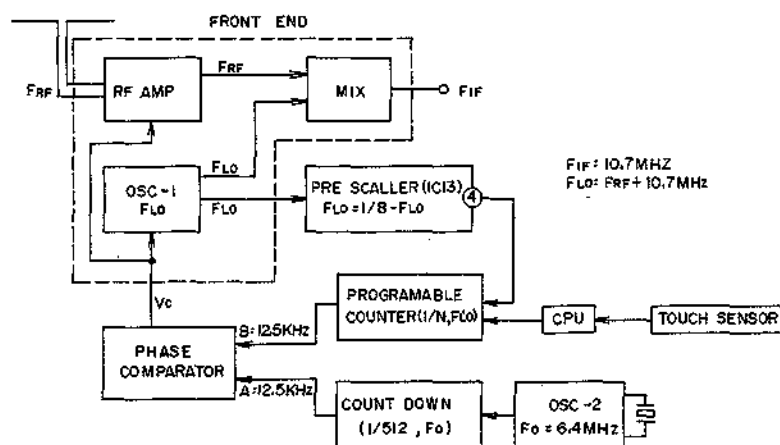 FRONT END
FRF
RF AMP
FRF
MIX
FIF
OSC-1
FLO
FLO
FLO
PRE SCALLER(IC13)
FLO=1/8-FLO
4
FIF=10.7MHZ
FLO=FRF+10.7MHz
VC
B=12.5KHz
PROGRAMABLE
COUNTER(1/N,F(O)
CPU
TOUCH SENSOR
PHASE
COMPARATOR
A=12.5KHz
COUNT DOWN
(1/512, FO)
OSC-2
FO=6.4MHz